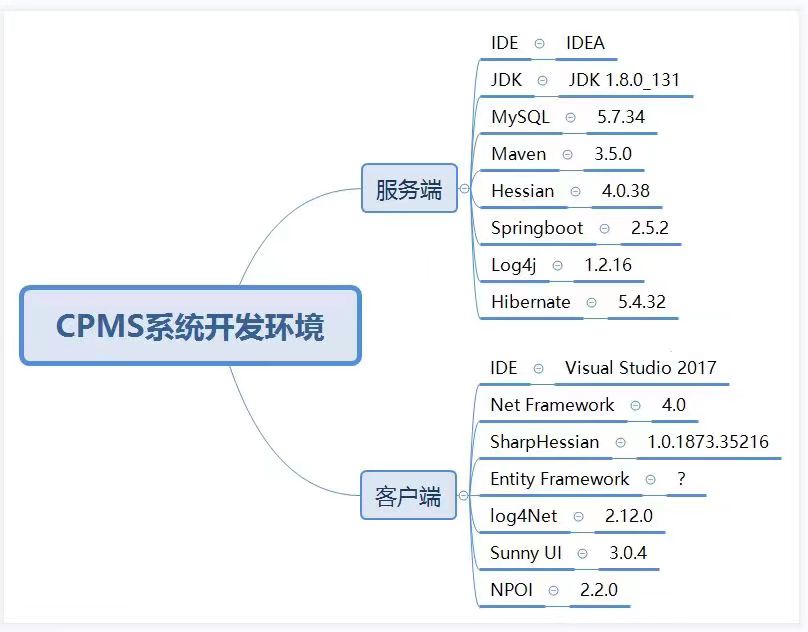 CPMS系统开发环境
服务端
IDE IDEA
JDK JDK 1.8.0_131
MySQL 5.7.34
Maven 3.5.0
Hessian 4.0.38
Springboot 2.5.2
Log4j 1.2.16
Hibernate 5.4.32
客户端
IDE Visual Studio 2017
Net Framework 4.0
SharpHessian 1.0.1873.35216
Entity Framework ?
log4Net 2.12.0
Sunny UI 3.0.4
NPOI 2.2.0